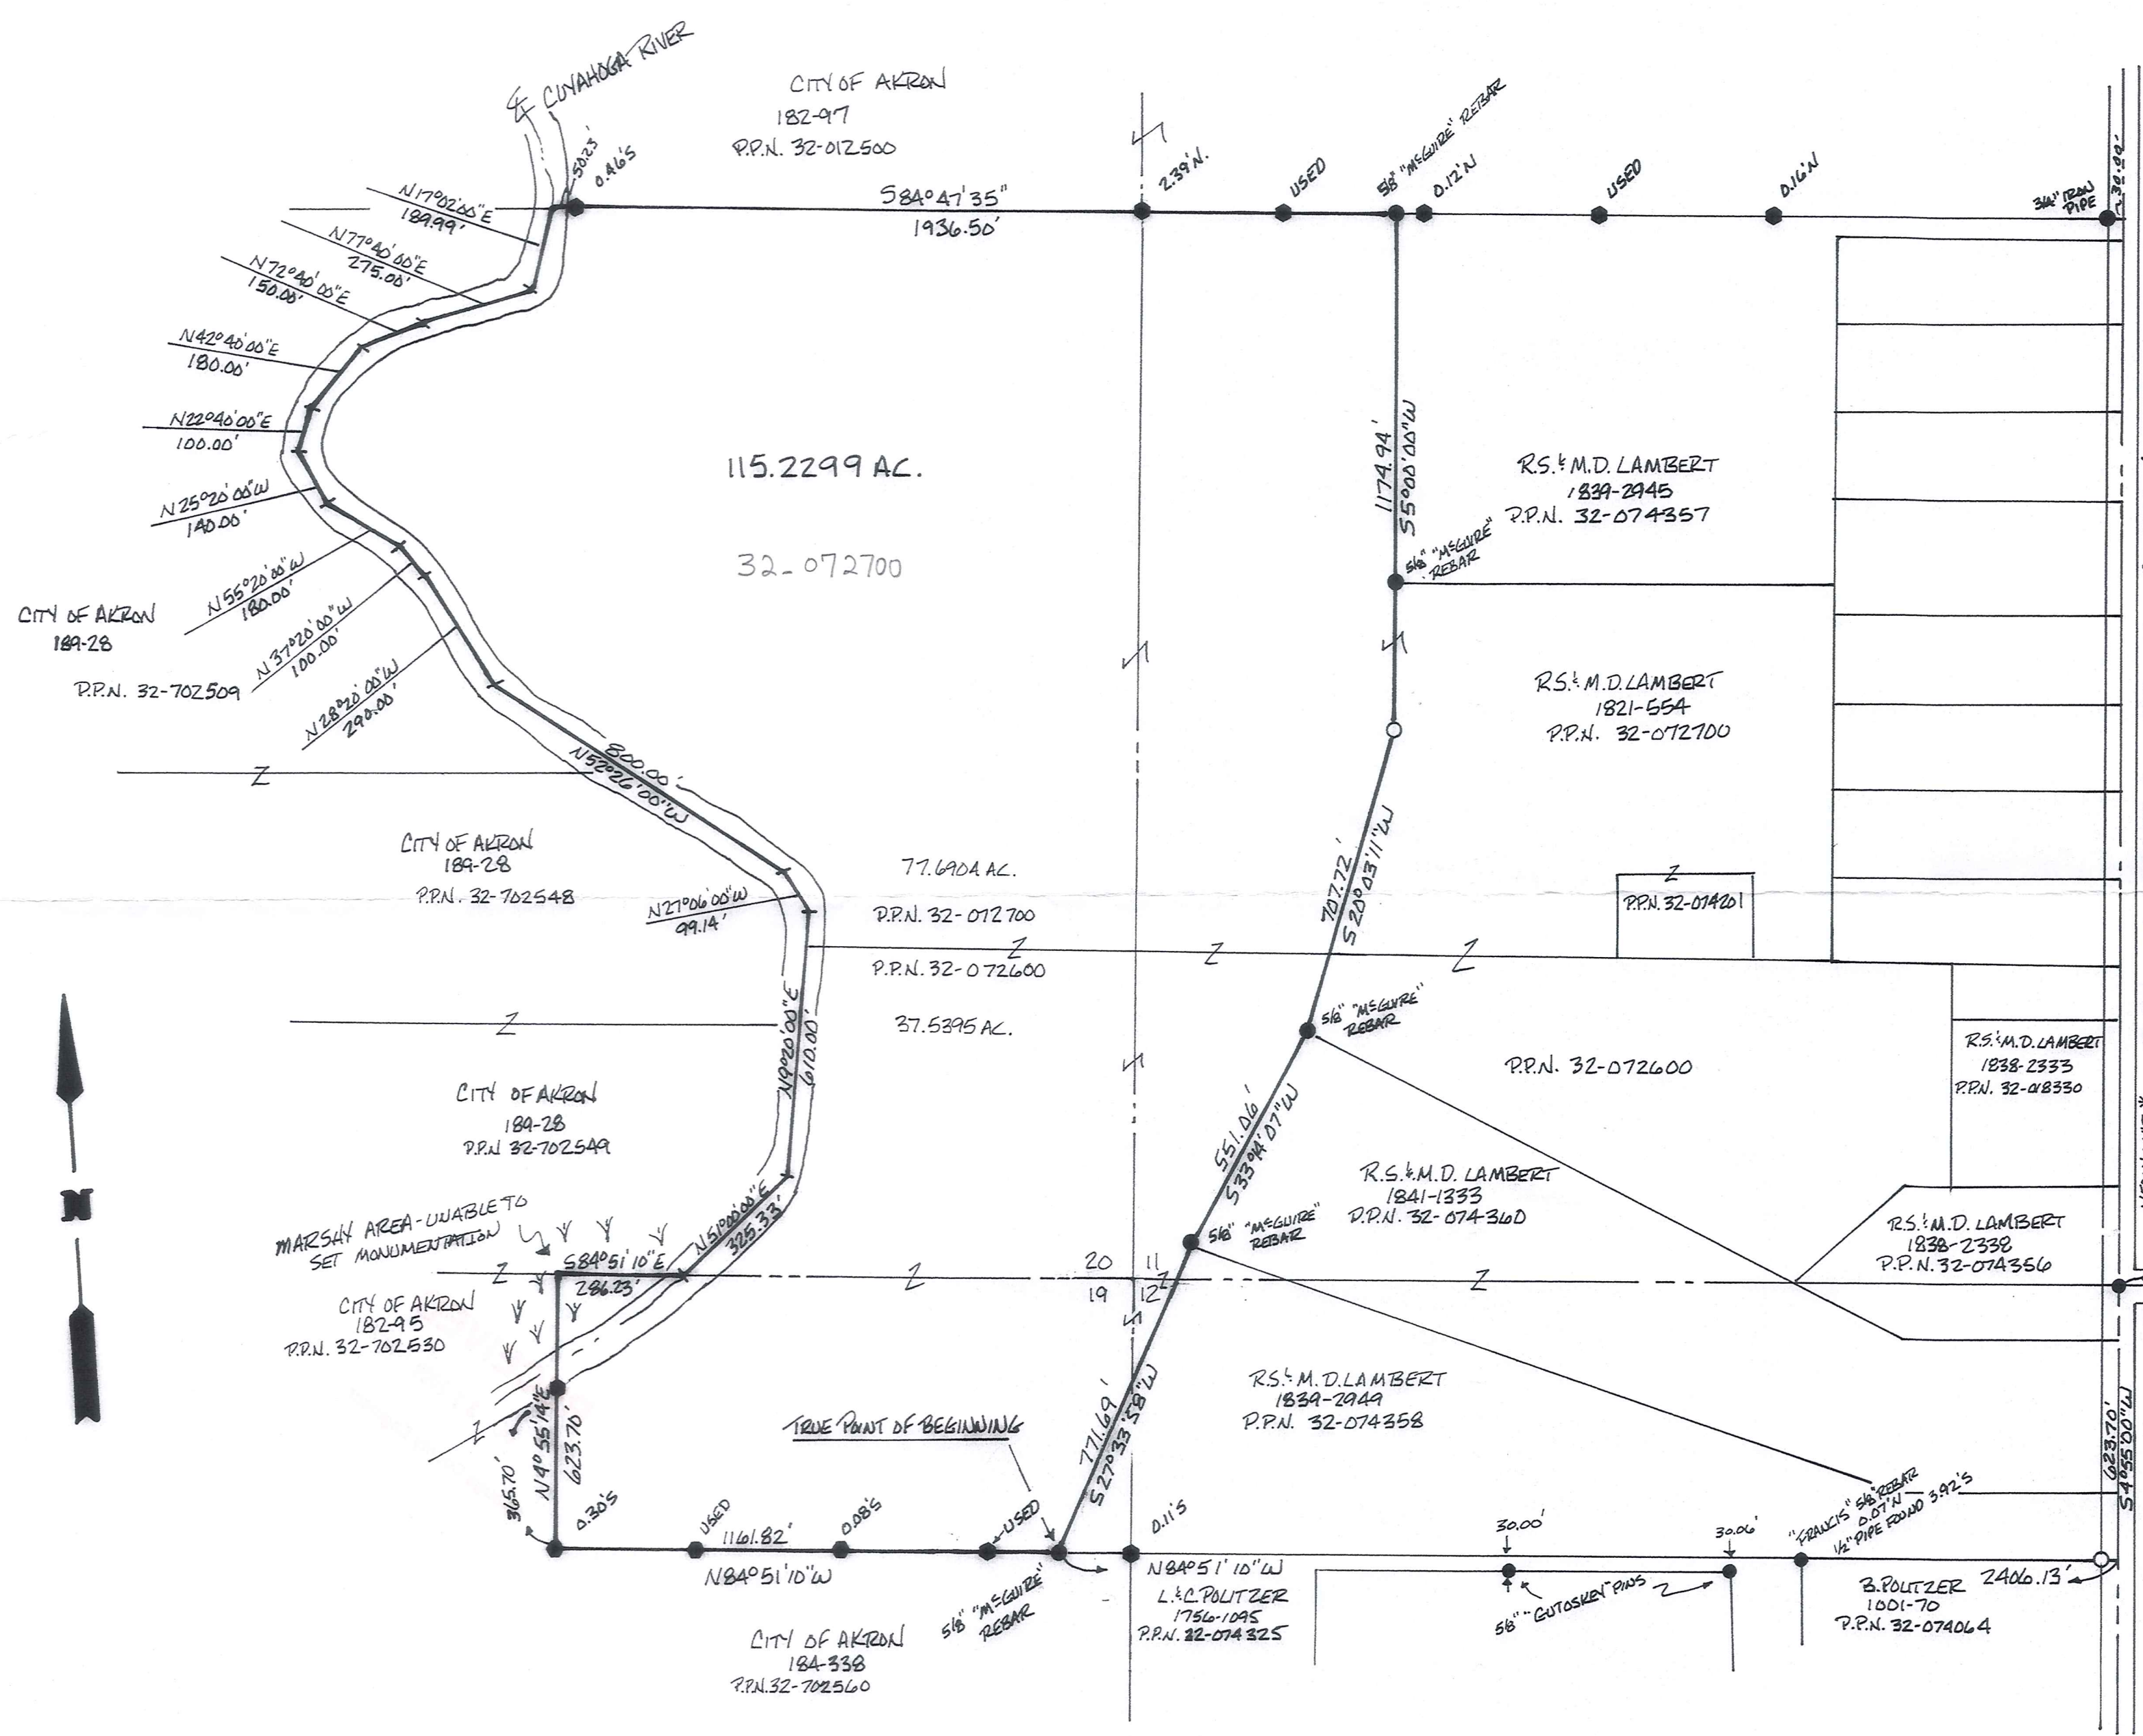 ℄ CUYAHOGA RIVER
CITY OF AKRON
182-97
P.P.N. 32-012500
50.23'
0.46'S
S84°47'35"
1936.50'
2.39'N.
USED
5/8" "McGUIRE" REBAR
0.12'N
USED
0.16'N
3/4" IRON
PIPE
30.00'
N17°02'00"E
189.99'
N77°40'00"E
275.00'
N72°40'00"E
150.00'
N42°40'00"E
180.00'
N22°40'00"E
100.00'
N25°20'00"W
140.00'
N55°20'00"W
180.00'
N37°20'00"W
100.00'
N28°20'00"W
290.00'
115.2299 AC.
32-072700
1174.94'
S5°00'00"W
R.S.& M.D. LAMBERT
1839-2945
P.P.N. 32-074357
5/8" "McGUIRE"
REBAR
CITY OF AKRON
189-28
P.P.N. 32-702509
R.S.& M.D. LAMBERT
1821-554
P.P.N. 32-072700
800.00'
N52°26'00"W
CITY OF AKRON
189-28
P.P.N. 32-702548
N27°06'00"W
99.14'
77.6904 AC.
P.P.N. 32-072700
P.P.N. 32-072600
37.5395 AC.
707.72'
S20°03'11"W
P.P.N. 32-074201
N9°20'00"E
610.00'
5/8" "McGUIRE"
REBAR
P.P.N. 32-072600
R.S.& M.D. LAMBERT
1838-2333
P.P.N. 32-018330
N
CITY OF AKRON
189-28
P.P.N 32-702549
551.06'
S33°14'07"W
R.S.& M.D. LAMBERT
1841-1333
P.P.N. 32-074360
MARSHY AREA-UNABLE TO
SET MONUMENTATION
N51°00'00"E
325.33'
5/8" "McGUIRE"
REBAR
R.S.& M.D. LAMBERT
1838-2338
P.P.N. 32-074356
S84°51'10"E
286.23'
20 11
19 12
CITY OF AKRON
182-95
P.P.N. 32-702530
N4°55'14"E
623.70'
365.70'
771.69'
S27°33'58"W
R.S.& M.D. LAMBERT
1839-2949
P.P.N. 32-074358
TRUE POINT OF BEGINNING
623.70'
S4°55'00"W
0.30'S
USED
1161.82'
N84°51'10"W
0.08'S
USED
5/8" "McGUIRE"
REBAR
0.11'S
N84°51'10"W
L.& C. POLITZER
1756-1095
P.P.N. 32-074325
30.00'
30.06'
5/8" "GUTOSKEY" PINS
"FRANCIS" 5/8" REBAR
0.07'N
1/2" PIPE FOUND 3.92'S
B. POLITZER
1001-70
P.P.N. 32-074064
2406.13'
CITY OF AKRON
184-338
P.P.N. 32-702560